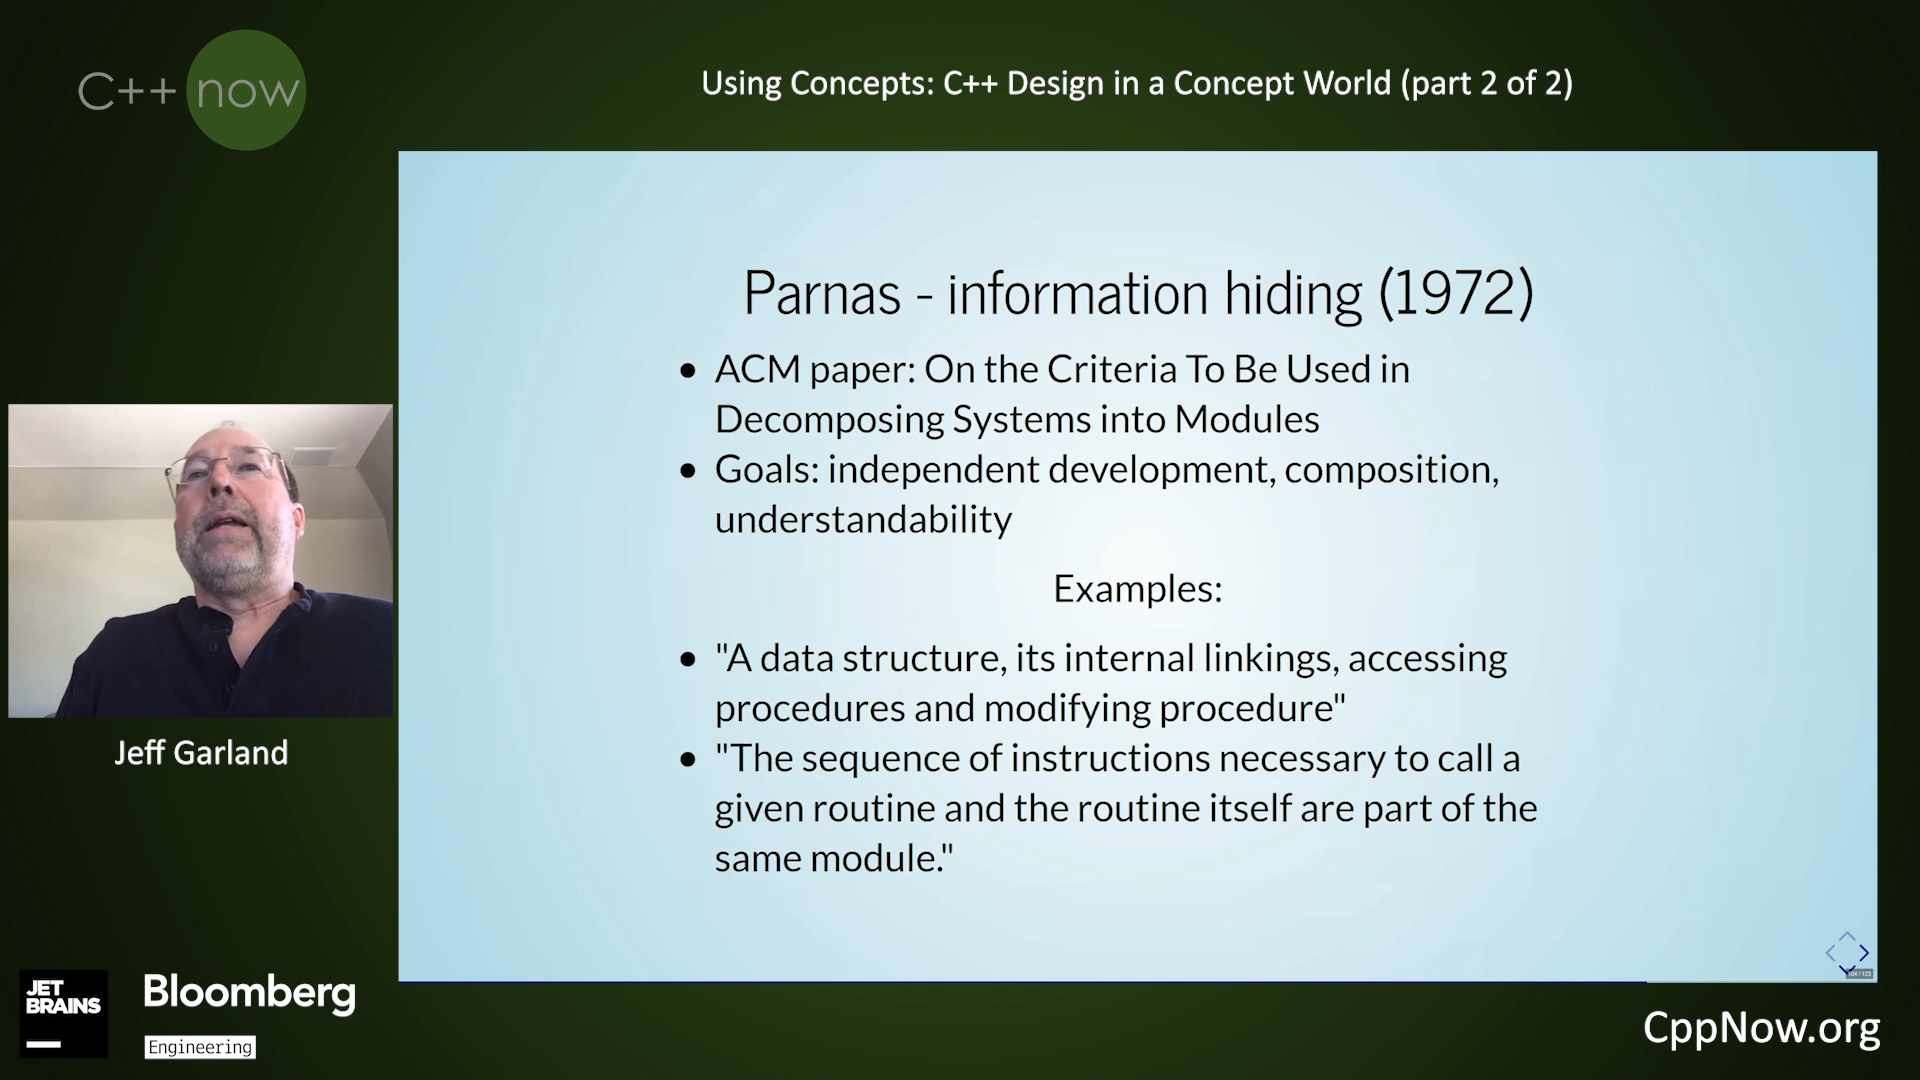 C++ now
Using Concepts: C++ Design in a Concept World (part 2 of 2)
Parnas - information hiding (1972)
• ACM paper: On the Criteria To Be Used in
Decomposing Systems into Modules
• Goals: independent development, composition,
understandability
Examples:
• "A data structure, its internal linkings, accessing
procedures and modifying procedure"
• "The sequence of instructions necessary to call a
given routine and the routine itself are part of the
same module."
104 / 123
Jeff Garland
JET
BRAINS
Bloomberg
Engineering
CppNow.org